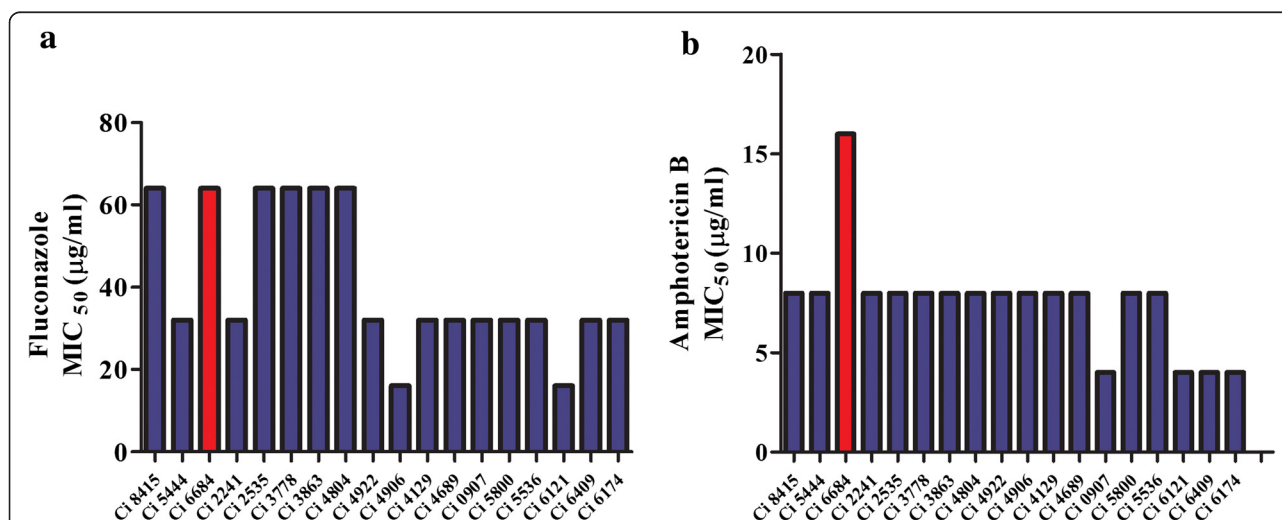 a
Fluconazole
MIC 50 (μg/ml)
80
60
40
20
0
Ci 8415
Ci 5444
Ci 6684
Ci 2241
Ci 2535
Ci 3778
Ci 3863
Ci 4804
Ci 4922
Ci 4906
Ci 4129
Ci 4689
Ci 0907
Ci 5800
Ci 5536
Ci 6121
Ci 6409
Ci 6174
b
Amphotericin B
MIC50 (μg/ml)
20
15
10
5
0
Ci 8415
Ci 5444
Ci 6684
Ci 2241
Ci 2535
Ci 3778
Ci 3863
Ci 4804
Ci 4922
Ci 4906
Ci 4129
Ci 4689
Ci 0907
Ci 5800
Ci 5536
Ci 6121
Ci 6409
Ci 6174